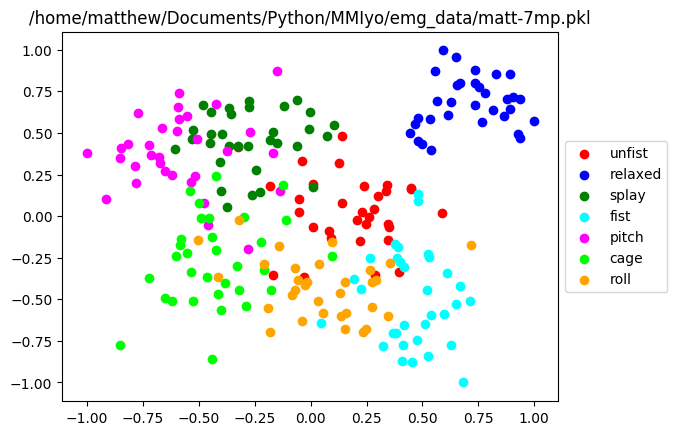 /home/matthew/Documents/Python/MMIyo/emg_data/matt-7mp.pkl
1.00
0.75
0.50
0.25
0.00
−0.25
−0.50
−0.75
−1.00
−1.00 −0.75 −0.50 −0.25 0.00 0.25 0.50 0.75 1.00
unfist
relaxed
splay
fist
pitch
cage
roll